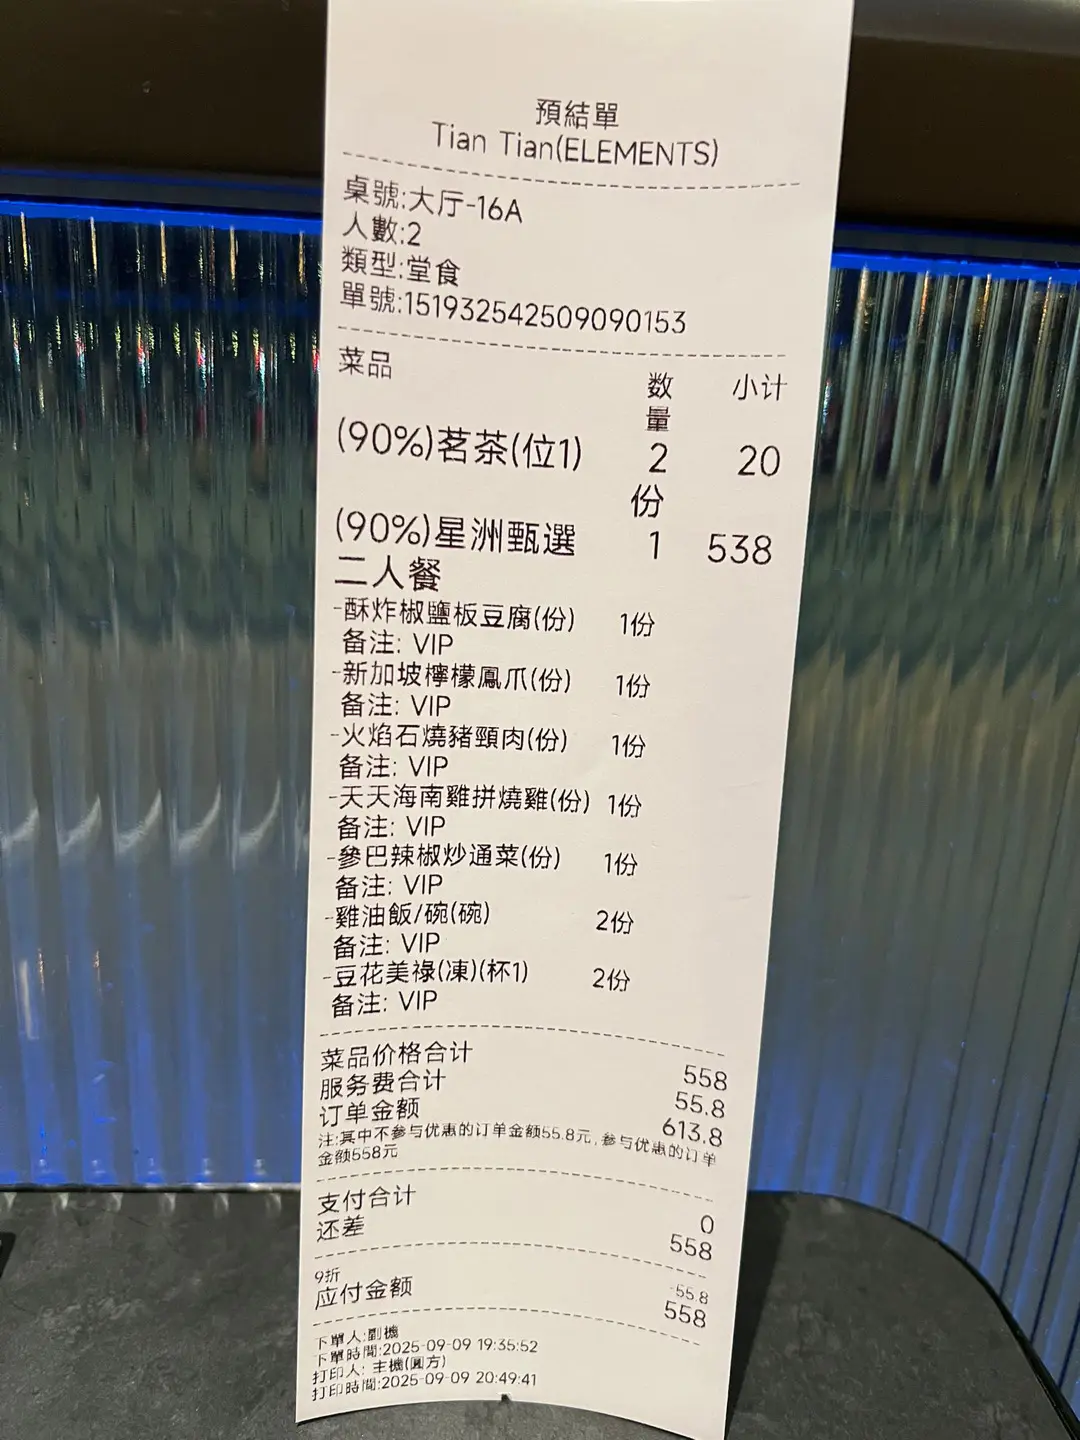 預結單
Tian Tian(ELEMENTS)
桌號:大厅-16A
人數:2
類型:堂食
單號:151932542509090153
菜品 数量 小计
(90%)茗茶(位1) 2份 20
(90%)星洲甄選二人餐 1 538
-酥炸椒鹽板豆腐(份) 1份
备注: VIP
-新加坡檸檬鳳爪(份) 1份
备注: VIP
-火焰石燒豬頸肉(份) 1份
备注: VIP
-天天海南雞拼燒雞(份) 1份
备注: VIP
-參巴辣椒炒通菜(份) 1份
备注: VIP
-雞油飯/碗(碗) 2份
备注: VIP
-豆花美祿(凍)(杯1) 2份
备注: VIP
菜品价格合计 558
服务费合计 55.8
订单金额 613.8
注:其中不参与优惠的订单金额55.8元,参与优惠的订单
金额558元
支付合计 0
还差 558
9折 -55.8
应付金额 558
下單人:副機
下單時間:2025-09-09 19:35:52
打印人: 主機(圓方)
打印時間:2025-09-09 20:49:41